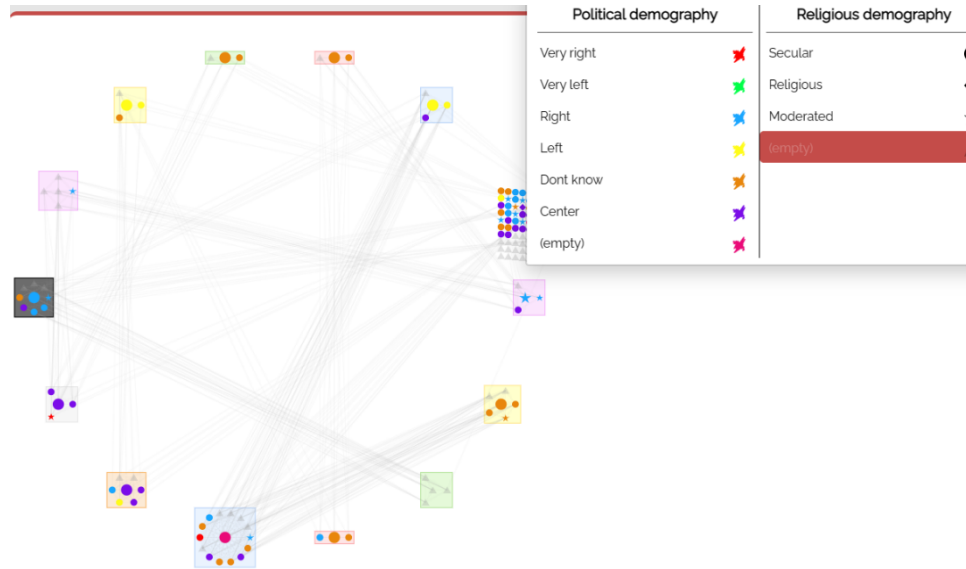 Political demography
Religious demography
Very right
Secular
Very left
Religious
Right
Moderated
Left
(empty)
Dont know
Center
(empty)